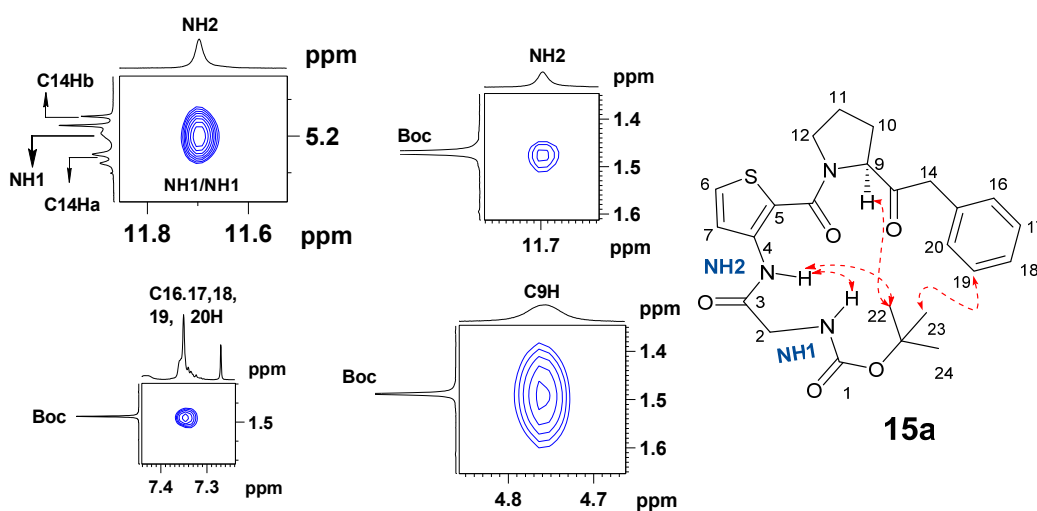 NH2
ppm
C14Hb
NH1
C14Ha
5.2
NH1/NH1
11.8
11.6
ppm
NH2
ppm
Boc
1.4
1.5
1.6
11.7
ppm
C16.17,18,
19, 20H
ppm
Boc
1.5
7.4
7.3
ppm
C9H
ppm
Boc
1.4
1.5
1.6
4.8
4.7
ppm
11
10
12
9
14
16
S
N
6
5
H
O
O
17
7
4
20
18
NH2
N
H
19
O
3
H
22
2
N
23
NH1
O
O
1
24
15a